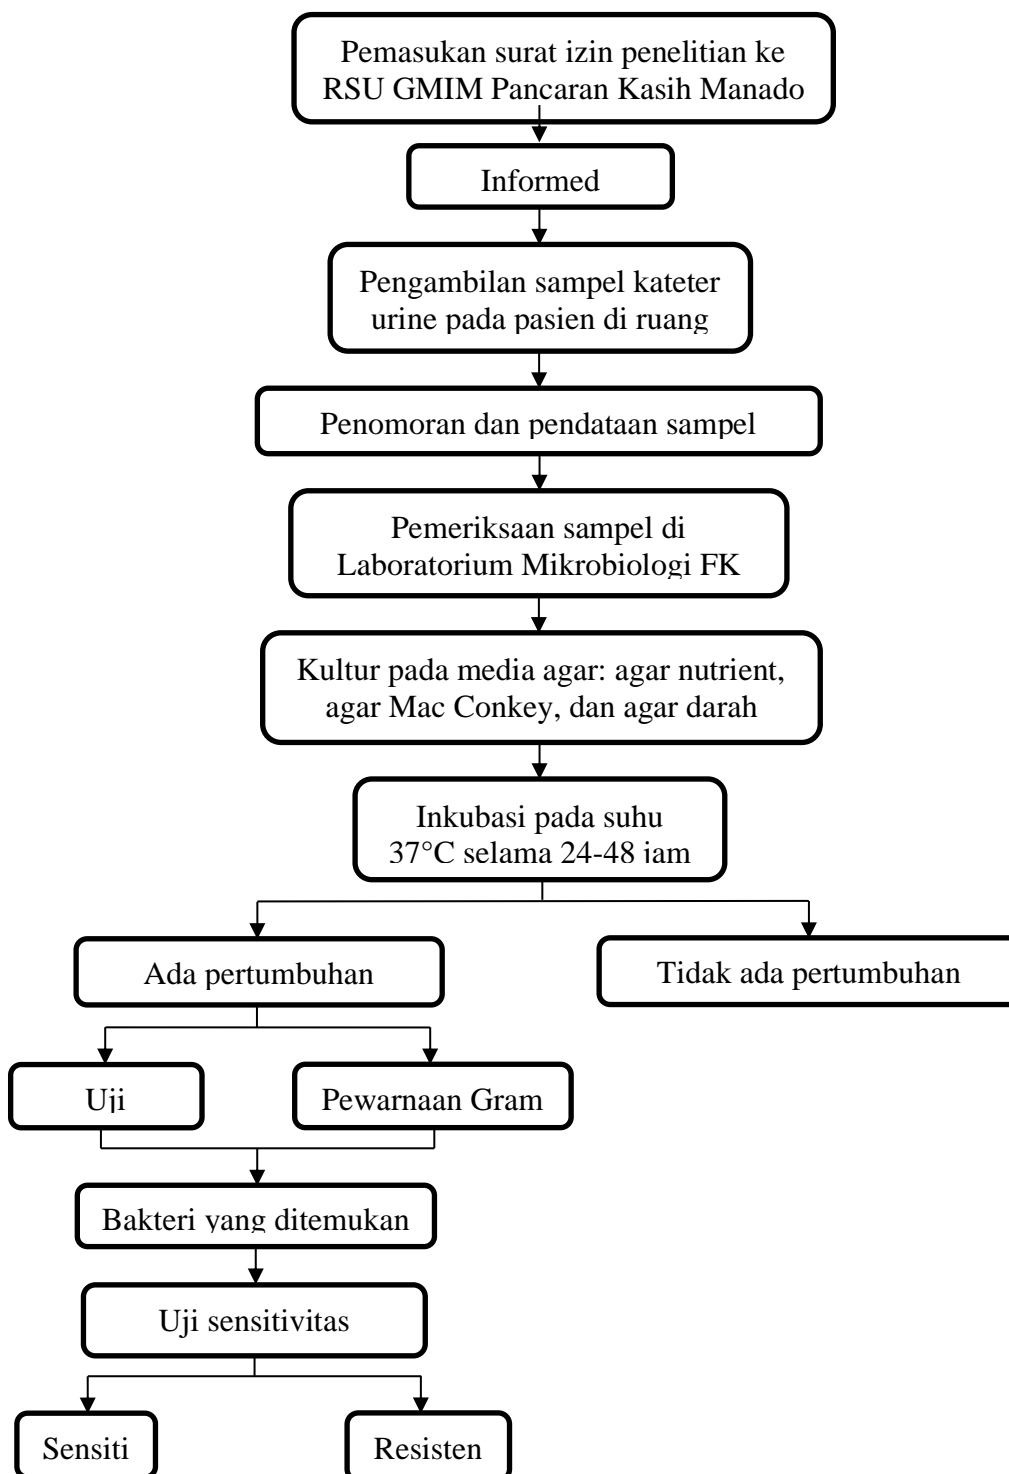 Pemasukan surat izin penelitian ke
RSU GMIM Pancaran Kasih Manado
Informed
Pengambilan sampel kateter
urine pada pasien di ruang
Penomoran dan pendataan sampel
Pemeriksaan sampel di
Laboratorium Mikrobiologi FK
Kultur pada media agar: agar nutrient,
agar Mac Conkey, dan agar darah
Inkubasi pada suhu
37°C selama 24-48 jam
Ada pertumbuhan
Tidak ada pertumbuhan
Uji
Pewarnaan Gram
Bakteri yang ditemukan
Uji sensitivitas
Sensiti
Resisten